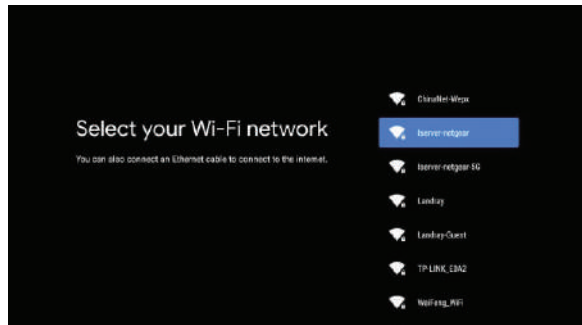 Select your Wi-Fi network
You can also connect an Ethernet cable to connect to the internet.
ChinaNet-Wepx
lserver-netgear
lserver-netgear-5G
Landray
Landray-Guest
TP-LINK_E0A2
WeiFeng_WiFi